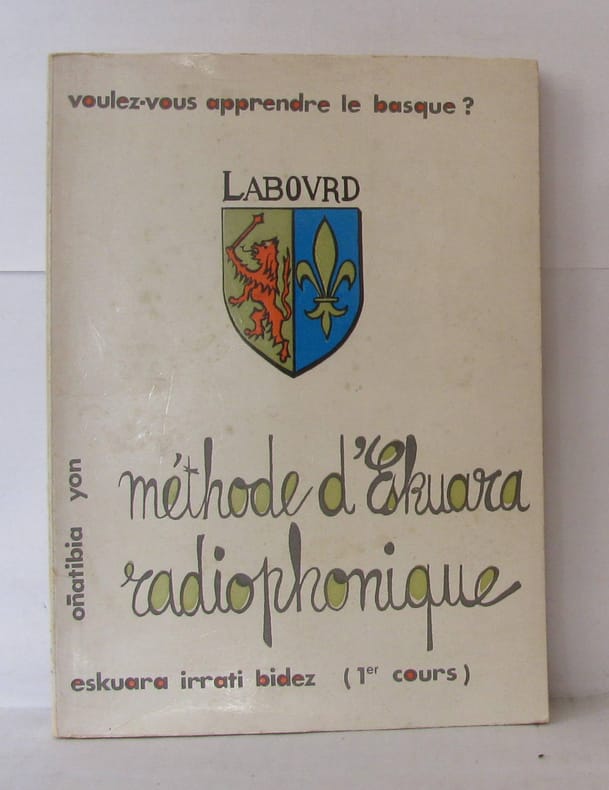 voulez-vous apprendre le basque ?
LABOVRD
méthode d'Eskuara
radiophonique
oñatibia yon
eskuara irrati bidez (1er cours)